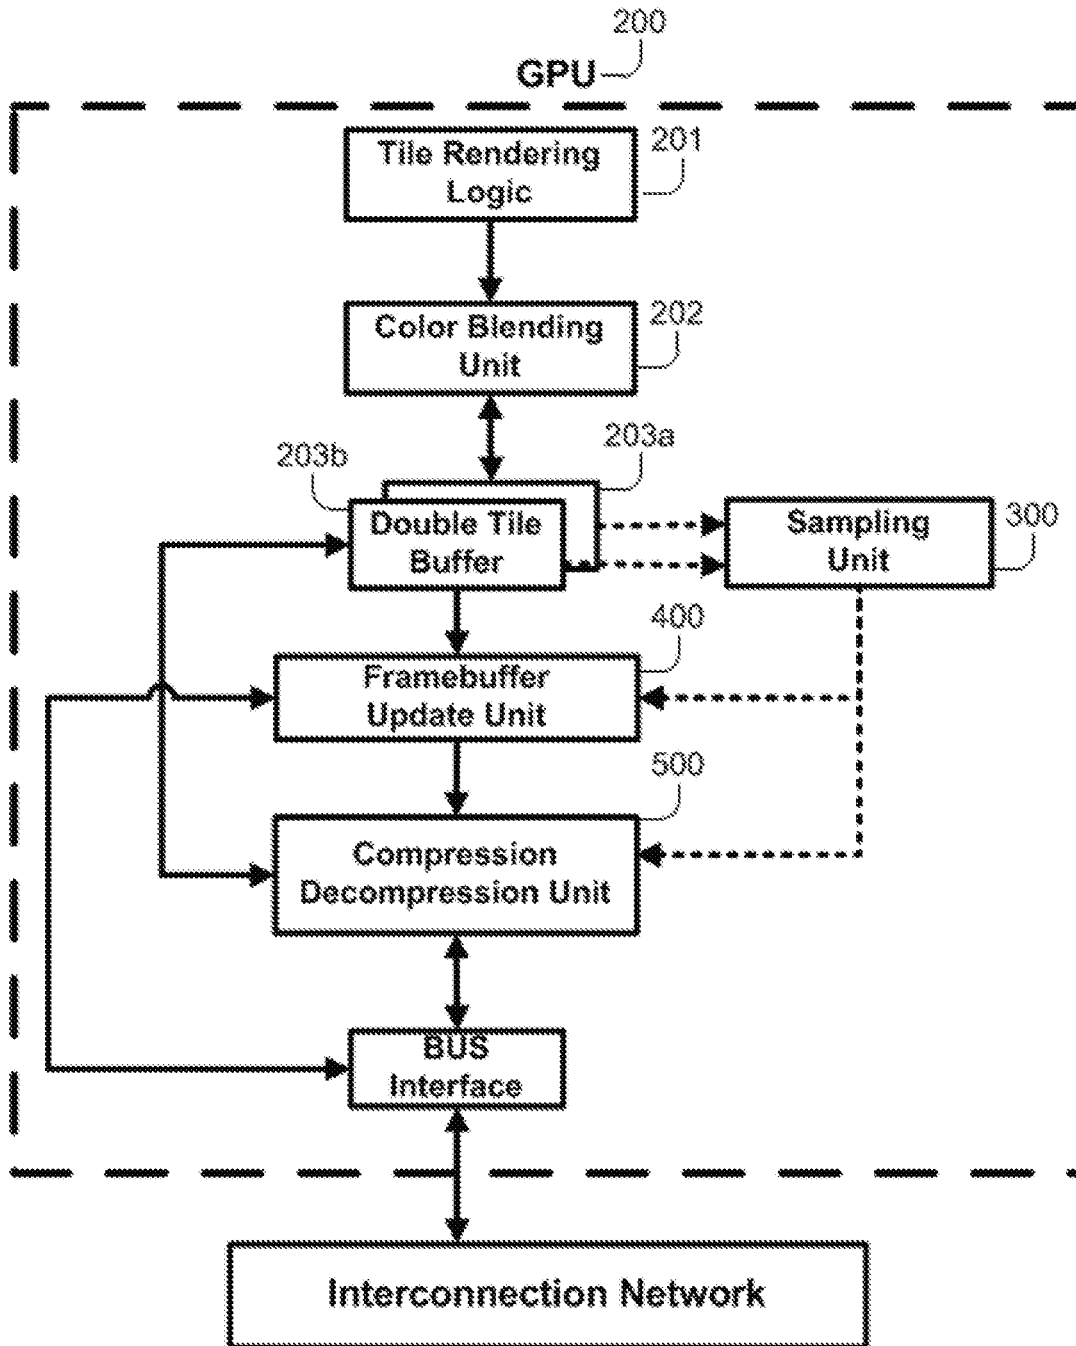 200
GPU
Tile Rendering
Logic
201
Color Blending
Unit
202
203b
203a
Double Tile
Buffer
Sampling
Unit
300
400
Framebuffer
Update Unit
500
Compression
Decompression Unit
BUS
Interface
Interconnection Network